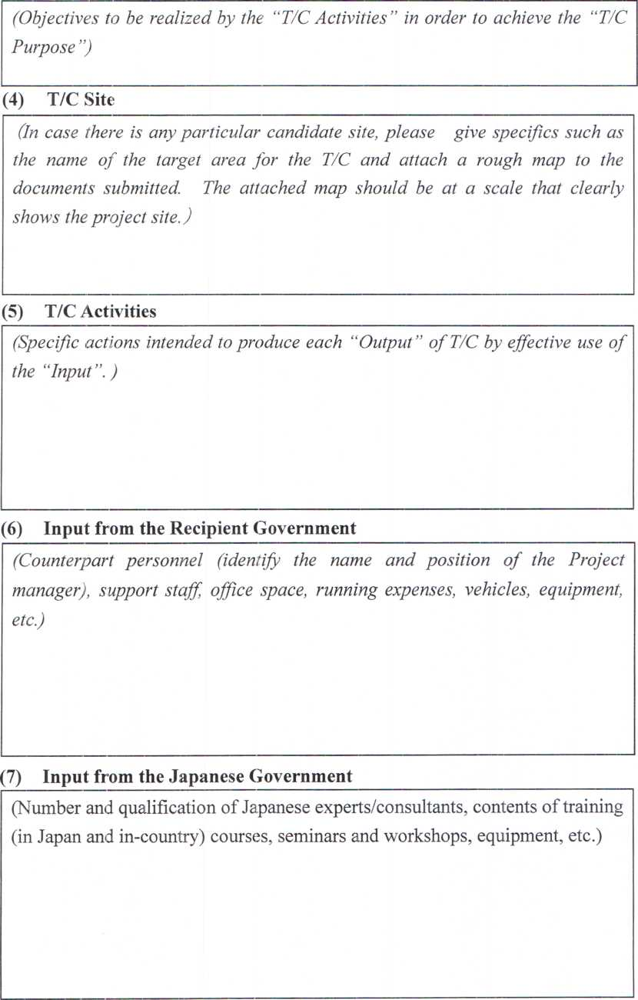 (Objectives to be realized by the “T/C Activities” in order to achieve the “T/C
Purpose”)
(4) T/C Site
(In case there is any particular candidate site, please give specifics such as
the name of the target area for the T/C and attach a rough map to the
documents submitted. The attached map should be at a scale that clearly
shows the project site.)
(5) T/C Activities
(Specific actions intended to produce each “Output” of T/C by effective use of
the “Input”. )
(6) Input from the Recipient Government
(Counterpart personnel (identify the name and position of the Project
manager), support staff, office space, running expenses, vehicles, equipment,
etc.)
(7) Input from the Japanese Government
(Number and qualification of Japanese experts/consultants, contents of training
(in Japan and in-country) courses, seminars and workshops, equipment, etc.)